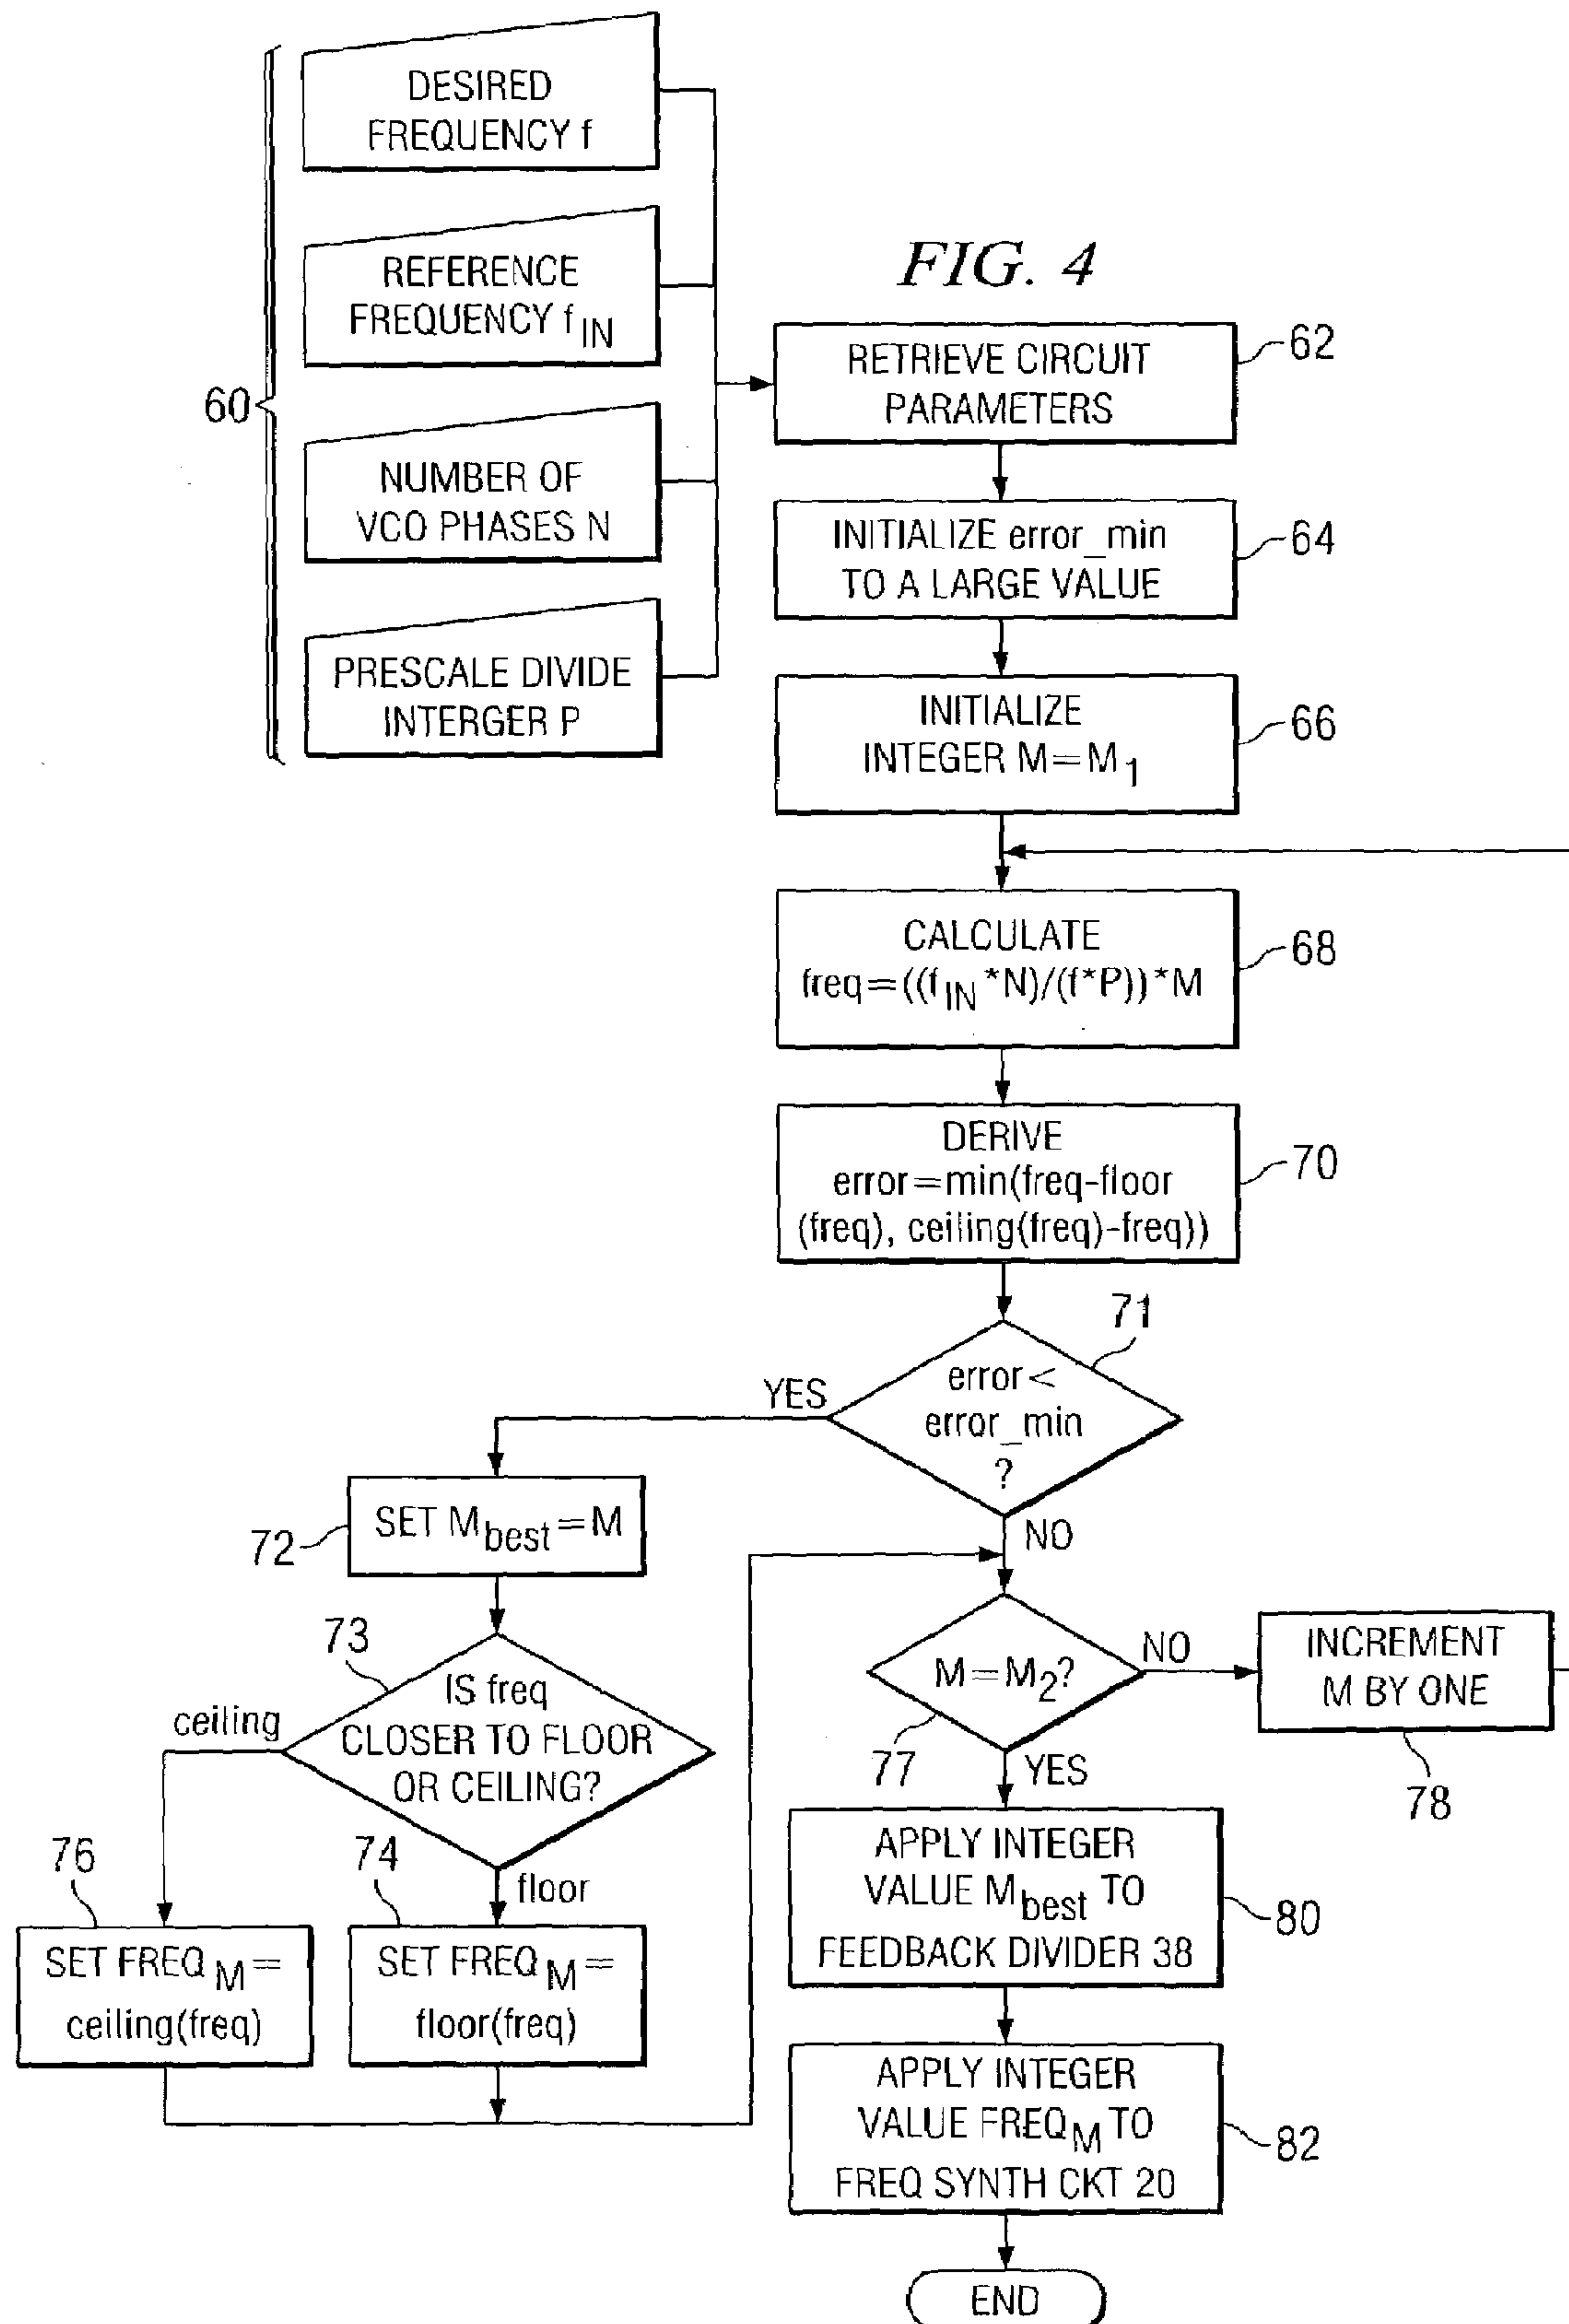 DESIRED
FREQUENCY f
REFERENCE
FREQUENCY fIN
NUMBER OF
VCO PHASES N
PRESCALE DIVIDE
INTERGER P
60
FIG. 4
RETRIEVE CIRCUIT
PARAMETERS
62
INITIALIZE error_min
TO A LARGE VALUE
64
INITIALIZE
INTEGER M=M1
66
CALCULATE
freq=((fIN*N)/(f*P))*M
68
DERIVE
error=min(freq-floor
(freq), ceiling(freq)-freq))
70
71
error<
error_min
?
YES
NO
SET Mbest=M
72
73
IS freq
CLOSER TO FLOOR
OR CEILING?
ceiling
floor
76
SET FREQM=
ceiling(freq)
74
SET FREQM=
floor(freq)
M=M2?
77
NO
YES
INCREMENT
M BY ONE
78
APPLY INTEGER
VALUE Mbest TO
FEEDBACK DIVIDER 38
80
APPLY INTEGER
VALUE FREQM TO
FREQ SYNTH CKT 20
82
END